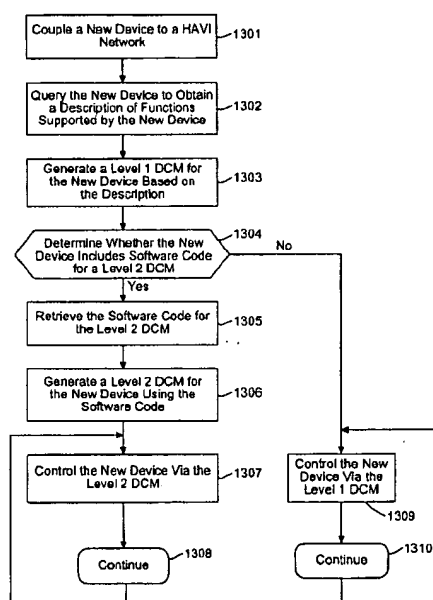 Couple a New Device to a HAVI
Network
1301
Query the New Device to Obtain
a Description of Functions
Supported by the New Device
1302
Generate a Level 1 DCM for
the New Device Based on
the Description
1303
1304
Determine Whether the New
Device Includes Software Code
for a Level 2 DCM
No
Yes
Retrieve the Software Code for
the Level 2 DCM
1305
Generate a Level 2 DCM for
the New Device Using the
Software Code
1306
Control the New Device Via the
Level 2 DCM
1307
Control the New
Device Via the
Level 1 DCM
1309
Continue
1308
Continue
1310